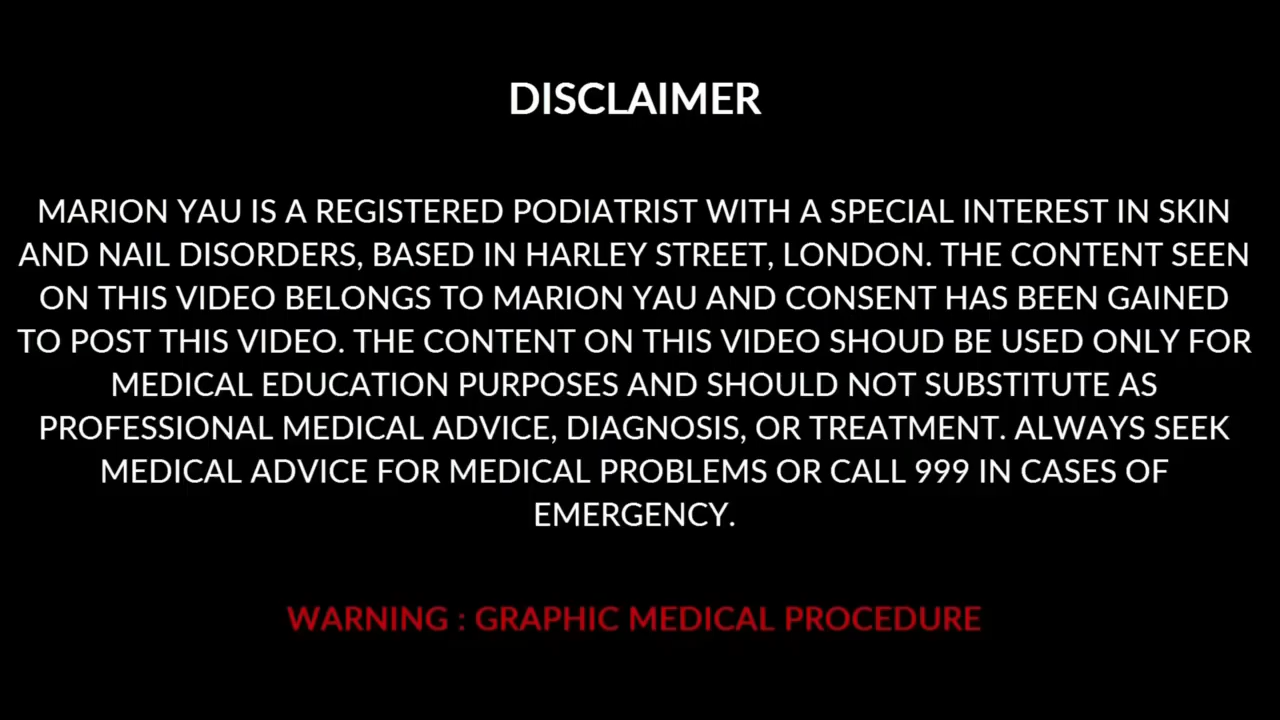 DISCLAIMER
MARION YAU IS A REGISTERED PODIATRIST WITH A SPECIAL INTEREST IN SKIN
AND NAIL DISORDERS, BASED IN HARLEY STREET, LONDON. THE CONTENT SEEN
ON THIS VIDEO BELONGS TO MARION YAU AND CONSENT HAS BEEN GAINED
TO POST THIS VIDEO. THE CONTENT ON THIS VIDEO SHOUD BE USED ONLY FOR
MEDICAL EDUCATION PURPOSES AND SHOULD NOT SUBSTITUTE AS
PROFESSIONAL MEDICAL ADVICE, DIAGNOSIS, OR TREATMENT. ALWAYS SEEK
MEDICAL ADVICE FOR MEDICAL PROBLEMS OR CALL 999 IN CASES OF
EMERGENCY.
WARNING : GRAPHIC MEDICAL PROCEDURE